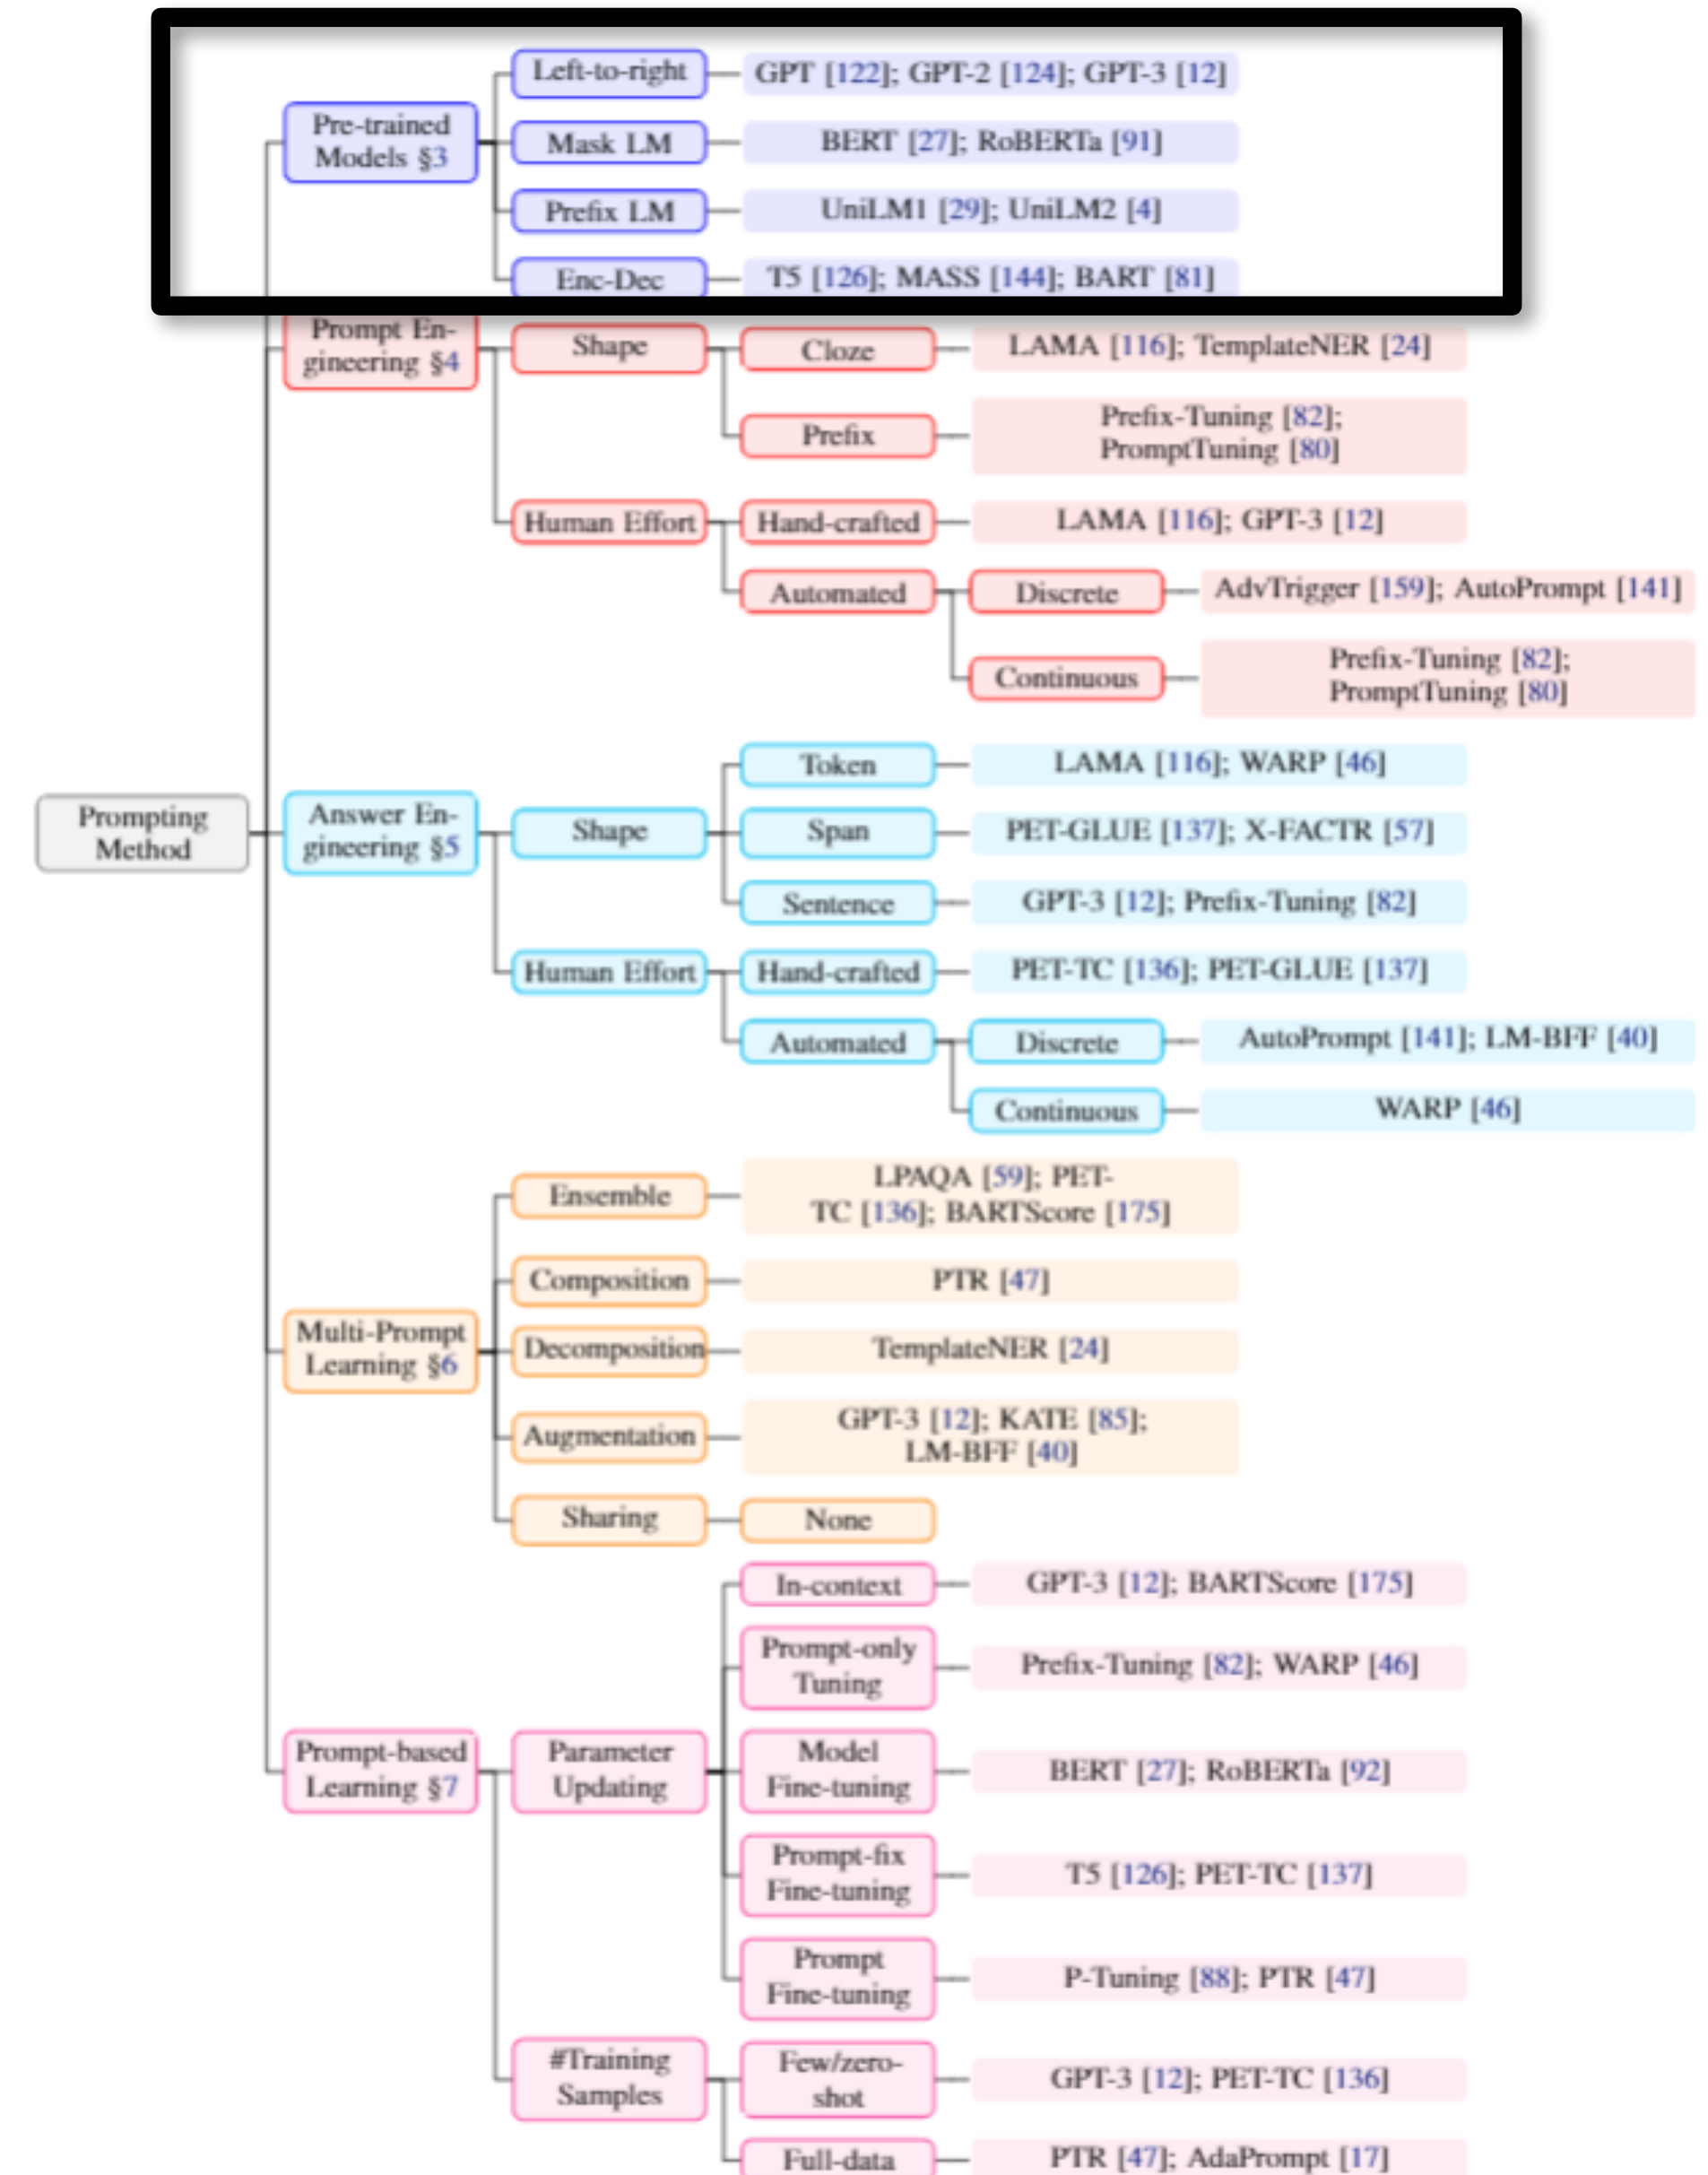 Left-to-right
GPT [122]; GPT-2 [124]; GPT-3 [12]
Pre-trained
Models §3
Mask LM
BERT [27]; RoBERTa [91]
Prefix LM
UniLM1 [29]; UniLM2 [4]
Enc-Dec
T5 [126]; MASS [144]; BART [81]
Prompt En-
gineering §4
Shape
Cloze
LAMA [116]; TemplateNER [24]
Prefix
Prefix-Tuning [82];
PromptTuning [80]
Human Effort
Hand-crafted
LAMA [116]; GPT-3 [12]
Automated
Discrete
AdvTrigger [159]; AutoPrompt [141]
Continuous
Prefix-Tuning [82];
PromptTuning [80]
Prompting
Method
Answer En-
gineering §5
Shape
Token
LAMA [116]; WARP [46]
Span
PET-GLUE [137]; X-FACTR [57]
Sentence
GPT-3 [12]; Prefix-Tuning [82]
Human Effort
Hand-crafted
PET-TC [136]; PET-GLUE [137]
Automated
Discrete
AutoPrompt [141]; LM-BFF [40]
Continuous
WARP [46]
Multi-Prompt
Learning §6
Ensemble
LPAQA [59]; PET-
TC [136]; BARTScore [175]
Composition
PTR [47]
Decomposition
TemplateNER [24]
Augmentation
GPT-3 [12]; KATE [85];
LM-BFF [40]
Sharing
None
Prompt-based
Learning §7
Parameter
Updating
In-context
GPT-3 [12]; BARTScore [175]
Prompt-only
Tuning
Prefix-Tuning [82]; WARP [46]
Model
Fine-tuning
BERT [27]; RoBERTa [92]
Prompt-fix
Fine-tuning
T5 [126]; PET-TC [137]
Prompt
Fine-tuning
P-Tuning [88]; PTR [47]
#Training
Samples
Few/zero-
shot
GPT-3 [12]; PET-TC [136]
Full-data
PTR [47]; AdaPrompt [17]